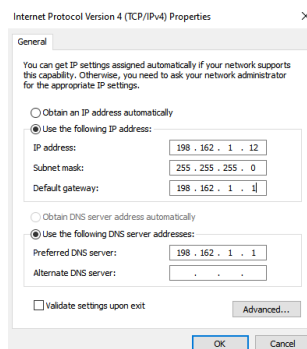 Internet Protocol Version 4 (TCP/IPv4) Properties
General
You can get IP settings assigned automatically if your network supports
this capability. Otherwise, you need to ask your network administrator
for the appropriate IP settings.
Obtain an IP address automatically
Use the following IP address:
IP address: 198 . 162 . 1 . 12
Subnet mask: 255 . 255 . 255 . 0
Default gateway: 198 . 162 . 1 . 1
Obtain DNS server address automatically
Use the following DNS server addresses:
Preferred DNS server: 198 . 162 . 1 . 1
Alternate DNS server: . . .
Validate settings upon exit
Advanced...
OK Cancel